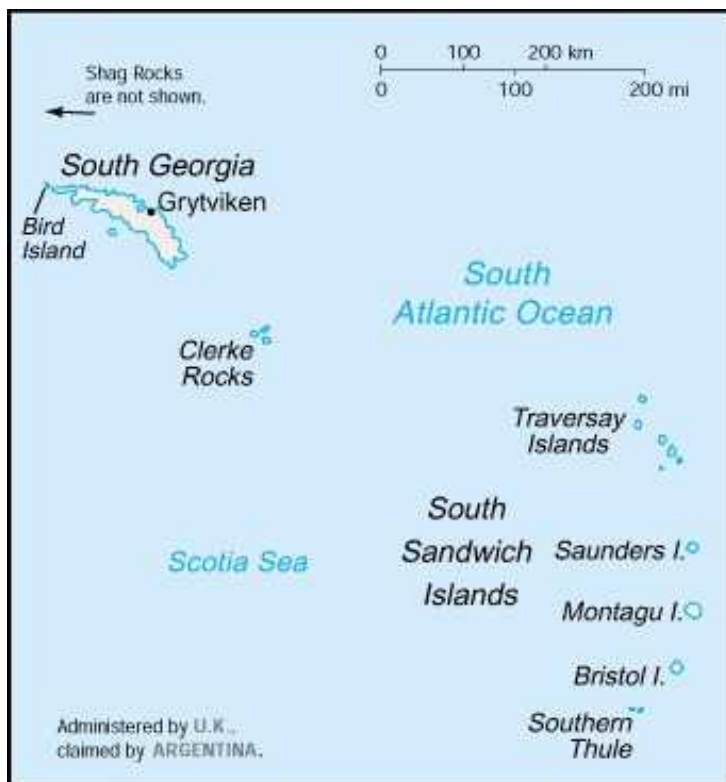 Shag Rocks
are not shown.
0 100 200 km
0 100 200 mi
South Georgia
Grytviken
Bird
Island
South
Atlantic Ocean
Clerke
Rocks
Traversay
Islands
South
Sandwich
Islands
Scotia Sea
Saunders I.
Montagu I.
Bristol I.
Southern
Thule
Administered by U.K.,
claimed by ARGENTINA.